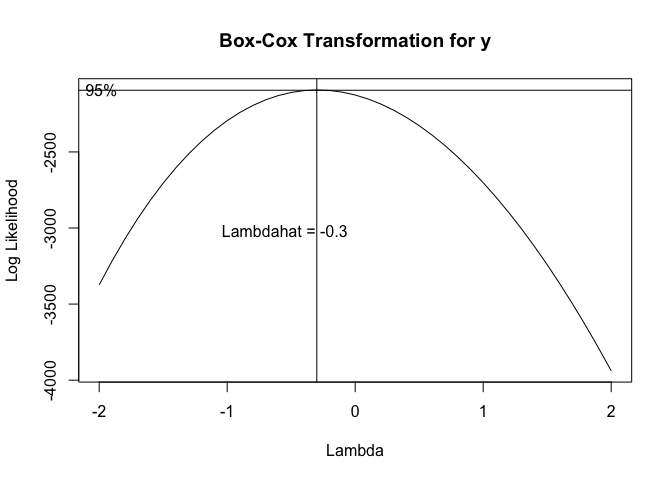 Box-Cox Transformation for y
95%
-2500
-3000
-3500
-4000
Log Likelihood
Lambdahat = -0.3
-2
-1
0
1
2
Lambda